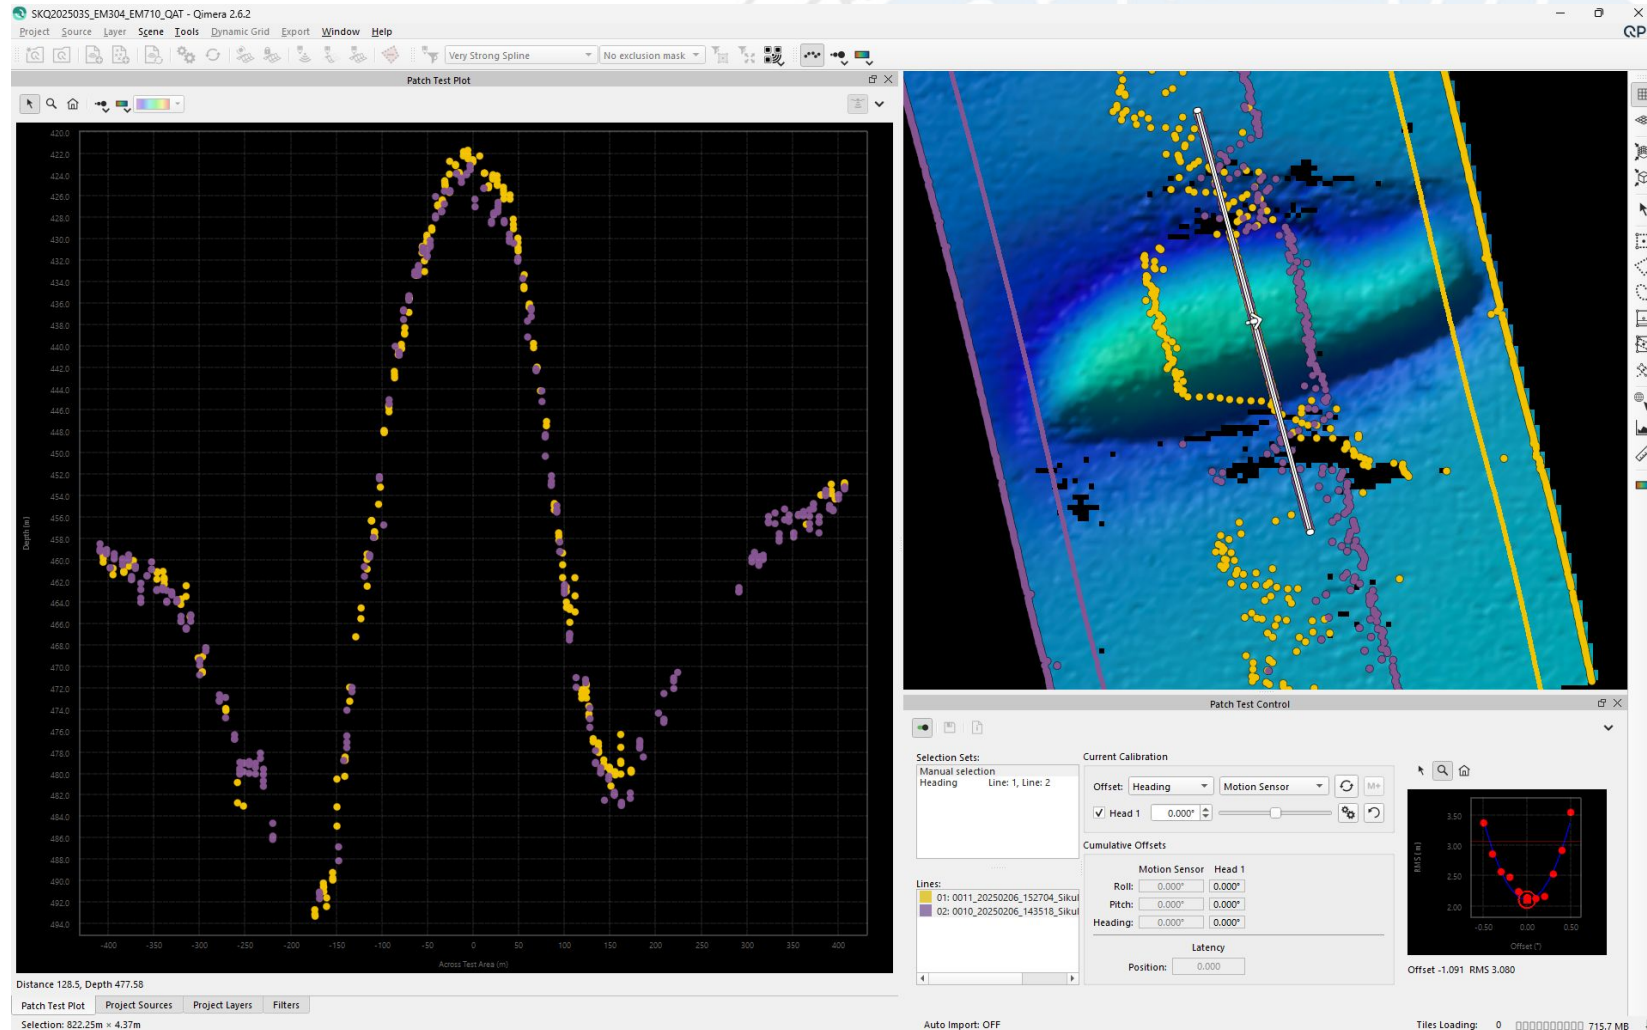 SKQ202503S_EM304_EM710_QAT - Qimera 2.6.2
Project Source Layer Scene Tools Dynamic Grid Export Window Help
QP
Very Strong Spline No exclusion mask
Patch Test Plot
420.0
422.0
424.0
426.0
428.0
430.0
432.0
434.0
436.0
438.0
440.0
442.0
444.0
446.0
448.0
450.0
452.0
454.0
456.0
458.0
460.0
462.0
464.0
466.0
468.0
470.0
472.0
474.0
476.0
478.0
480.0
482.0
484.0
486.0
488.0
490.0
492.0
494.0
Depth (m)
-400 -350 -300 -250 -200 -150 -100 -50 0 50 100 150 200 250 300 350 400
Across Test Area (m)
Distance 128.5, Depth 477.58
Patch Test Plot Project Sources Project Layers Filters
Selection: 822.25m × 4.37m
Patch Test Control
Selection Sets:
Manual selection
Heading Line: 1, Line: 2
Lines:
01: 0011_20250206_152704_Sikul
02: 0010_20250206_143518_Sikul
Current Calibration
Offset: Heading Motion Sensor M+
Head 1 0.000°
Cumulative Offsets
Motion Sensor Head 1
Roll: 0.000° 0.000°
Pitch: 0.000° 0.000°
Heading: 0.000° 0.000°
Latency
Position: 0.000
3.50
3.00
2.50
2.00
RMS (m)
-0.50 0.00 0.50
Offset (°)
Offset -1.091 RMS 3.080
Auto Import: OFF
Tiles Loading: 0 715.7 MB